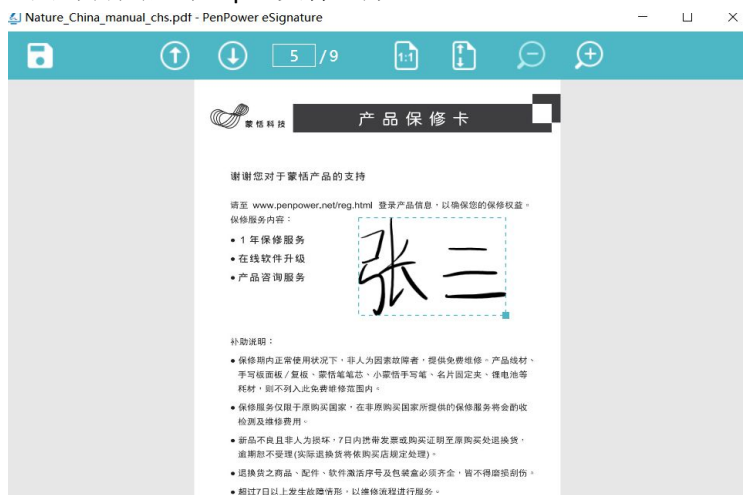 Nature_China_manual_chs.pdf - PenPower eSignature
5 / 9
1:1
蒙恬科技
产品保修卡
谢谢您对于蒙恬产品的支持
请至 www.penpower.net/reg.html 登录产品信息,以确保您的保修权益。
保修服务内容:
• 1 年保修服务
• 在线软件升级
• 产品咨询服务
张三
补助说明:
• 保修期内正常使用状况下,非人为因素故障者,提供免费维修。产品线材、
手写板面板/复板、蒙恬笔笔芯、小蒙恬手写笔、名片固定夹、锂电池等
耗材,则不列入此免费维修范围内。
• 保修服务仅限于原购买国家,在非原购买国家所提供的保修服务将会酌收
检测及维修费用。
• 新品不良且非人为损坏,7日内携带发票或购买证明至原购买处退换货,
逾期恕不受理(实际退换货将依购买店规定处理)。
• 退换货之商品、配件、软件激活序号及包装盒必须齐全,皆不得磨损刮伤。
• 超过7日以上发生故障情形,以维修流程进行服务。